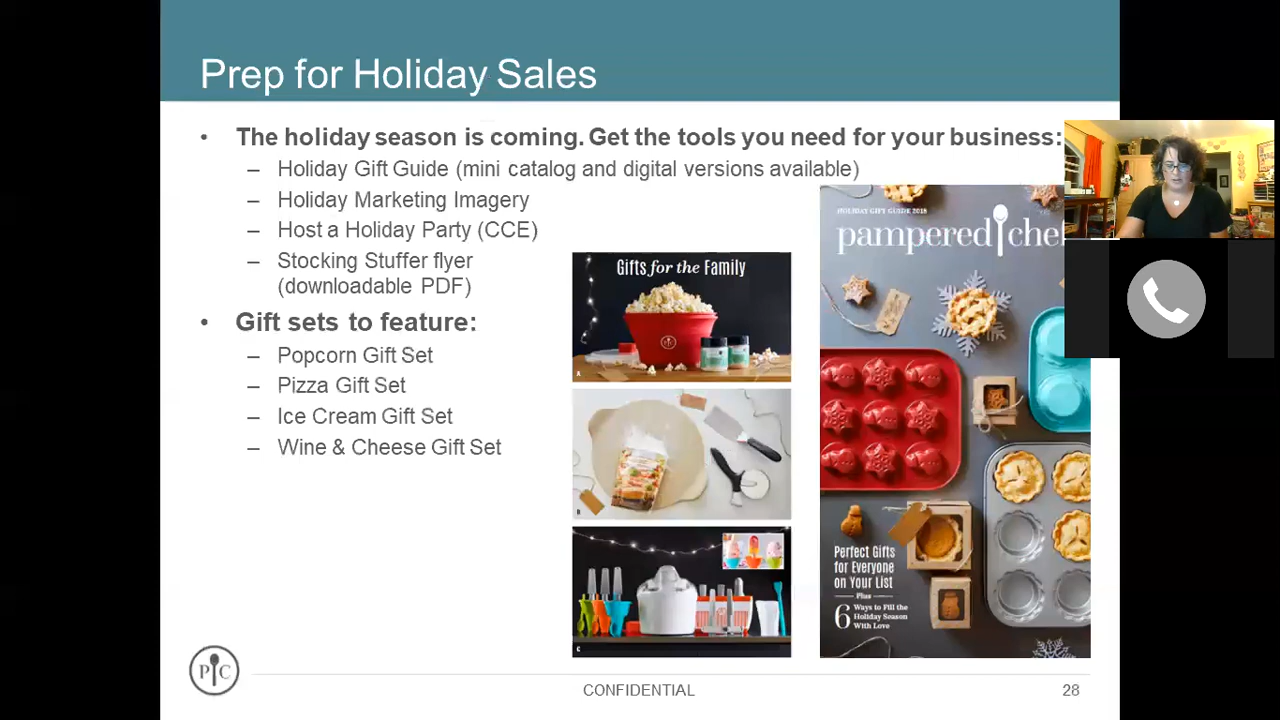 Prep for Holiday Sales
• The holiday season is coming. Get the tools you need for your business:
– Holiday Gift Guide (mini catalog and digital versions available)
– Holiday Marketing Imagery
– Host a Holiday Party (CCE)
– Stocking Stuffer flyer
(downloadable PDF)
• Gift sets to feature:
– Popcorn Gift Set
– Pizza Gift Set
– Ice Cream Gift Set
– Wine & Cheese Gift Set
Gifts for the Family
A
B
C
HOLIDAY GIFT GUIDE 2018
pampered chef
Perfect Gifts
for Everyone
on Your List
Plus
6 Ways to Fill the
Holiday Season
With Love
P C
CONFIDENTIAL
28